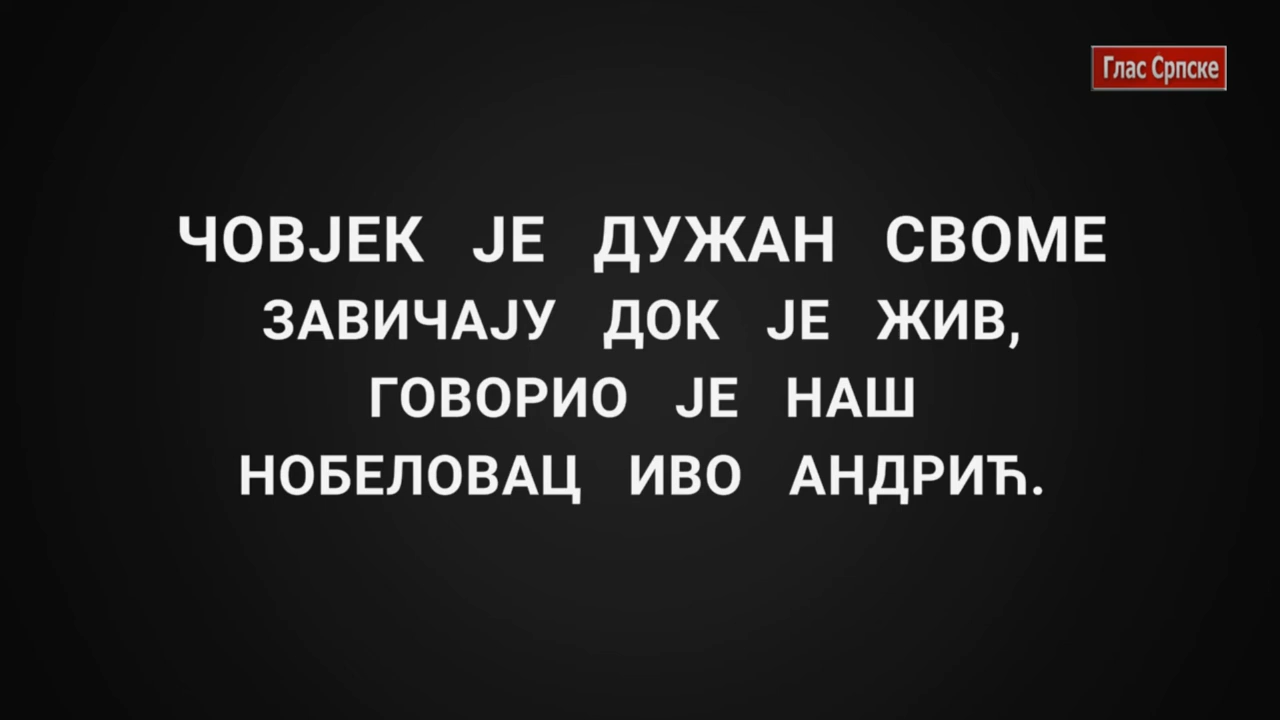 Глас Српске
ЧОВЈЕК ЈЕ ДУЖАН СВОМЕ
ЗАВИЧАЈУ ДОК ЈЕ ЖИВ,
ГОВОРИО ЈЕ НАШ
НОБЕЛОВАЦ ИВО АНДРИЋ.